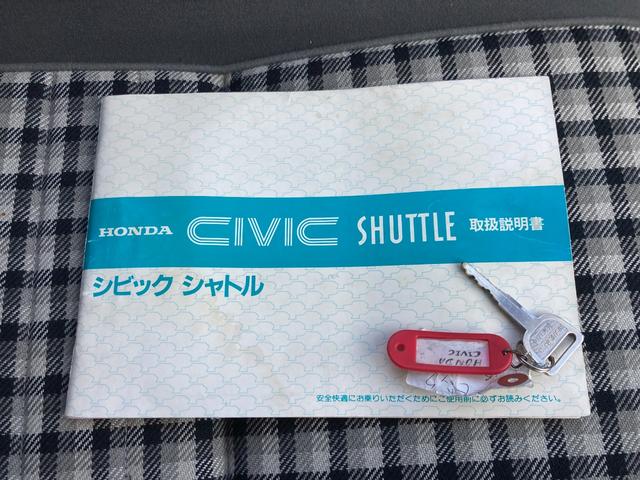 HONDA CIVIC SHUTTLE 取扱説明書
シビック シャトル
HONDA
CIVIC
安全快適にお乗りいただくためにご使用前に必ずお読みください。